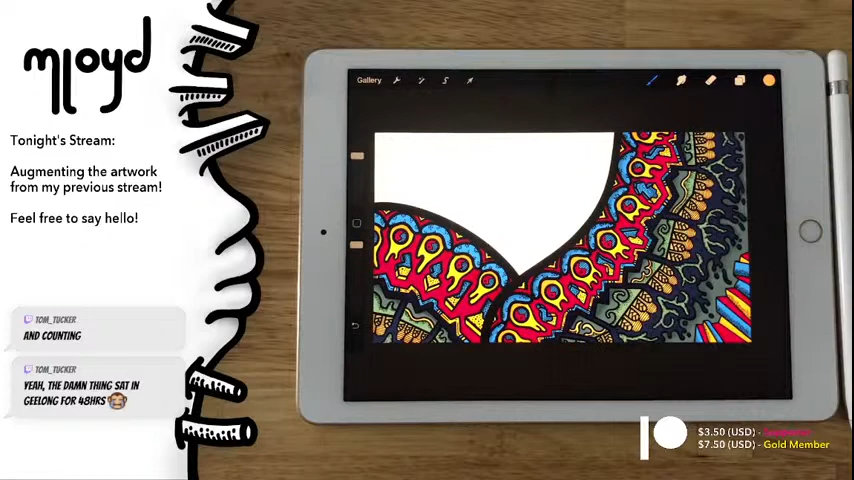 mloyd
Tonight's Stream:
Augmenting the artwork
from my previous stream!
Feel free to say hello!
TOM_TUCKER
AND COUNTING
TOM_TUCKER
YEAH, THE DAMN THING SAT IN
GEELONG FOR 48HRS
Gallery
$3.50 (USD) -
$7.50 (USD) - Gold Member